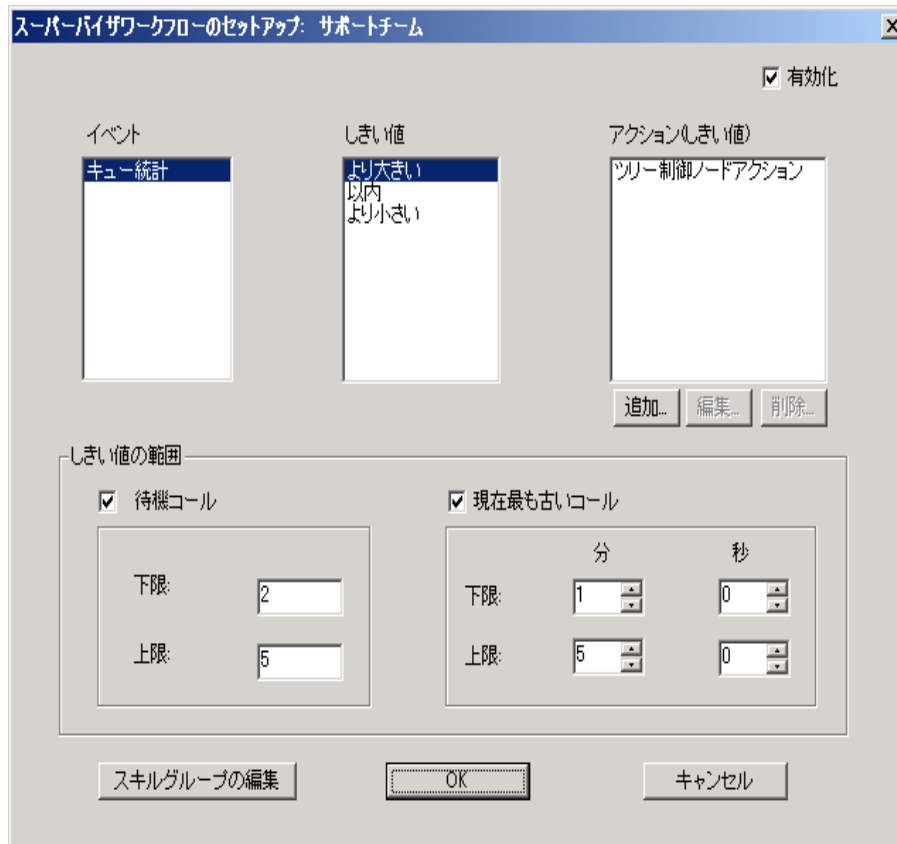 スーパーバイザワークフローのセットアップ: サポートチーム
有効化
イベント
しきい値
アクション(しきい値)
キュー統計
より大きい
以内
より小さい
ツリー制御ノードアクション
追加...
編集...
削除...
しきい値の範囲
待機コール
現在最も古いコール
分
秒
下限:
2
下限:
1
0
上限:
5
上限:
5
0
スキルグループの編集
OK
キャンセル